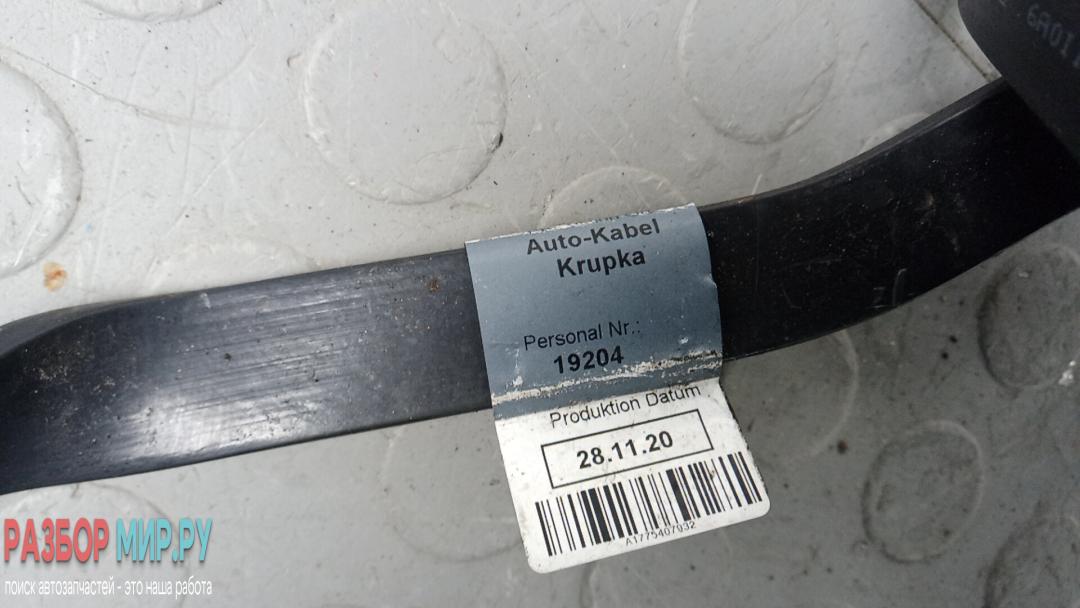 Auto-Kabel
Krupka
Personal Nr.:
19204
Produktion Datum
28.11.20
A1775407032
РАЗБОР МИР.РУ
поиск автозапчастей - это наша работа